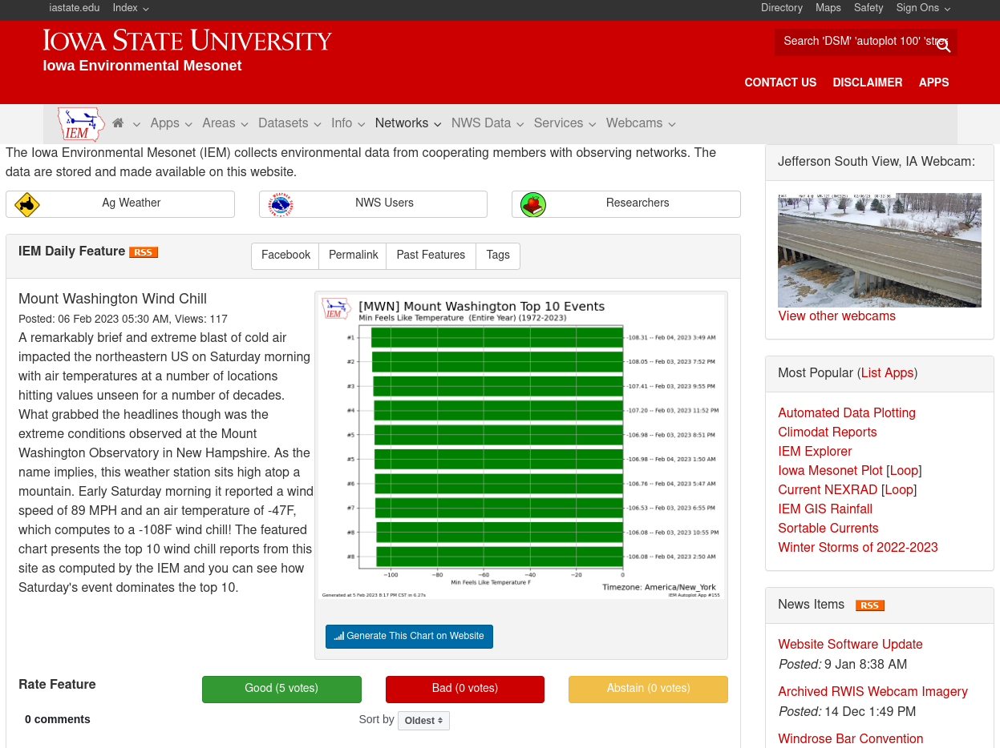 iastate.edu Index
Directory Maps Safety Sign Ons
IOWA STATE UNIVERSITY
Iowa Environmental Mesonet
Search 'DSM' 'autoplot 100' 'stre
CONTACT US DISCLAIMER APPS
IEM
Apps Areas Datasets Info Networks NWS Data Services Webcams
The Iowa Environmental Mesonet (IEM) collects environmental data from cooperating members with observing networks. The
data are stored and made available on this website.
Ag Weather
NWS Users
Researchers
IEM Daily Feature RSS
Facebook Permalink Past Features Tags
Mount Washington Wind Chill
Posted: 06 Feb 2023 05:30 AM, Views: 117
A remarkably brief and extreme blast of cold air
impacted the northeastern US on Saturday morning
with air temperatures at a number of locations
hitting values unseen for a number of decades.
What grabbed the headlines though was the
extreme conditions observed at the Mount
Washington Observatory in New Hampshire. As the
name implies, this weather station sits high atop a
mountain. Early Saturday morning it reported a wind
speed of 89 MPH and an air temperature of -47F,
which computes to a -108F wind chill! The featured
chart presents the top 10 wind chill reports from this
site as computed by the IEM and you can see how
Saturday's event dominates the top 10.
IEM
[MWN] Mount Washington Top 10 Events
Min Feels Like Temperature (Entire Year) (1972-2023)
#1 -108.31 -- Feb 04, 2023 3:49 AM
#2 -108.05 -- Feb 03, 2023 7:52 PM
#3 -107.41 -- Feb 03, 2023 9:55 PM
#4 -107.20 -- Feb 03, 2023 11:52 PM
#5 -106.98 -- Feb 03, 2023 8:51 PM
#5 -106.98 -- Feb 04, 2023 1:50 AM
#6 -106.76 -- Feb 04, 2023 5:47 AM
#7 -106.53 -- Feb 03, 2023 6:55 PM
#8 -106.08 -- Feb 03, 2023 10:55 PM
#8 -106.08 -- Feb 04, 2023 2:50 AM
−100 −80 −60 −40 −20 0
Min Feels Like Temperature F
Timezone: America/New_York
Generated at 5 Feb 2023 8:17 PM CST in 6.27s
IEM Autoplot App #155
Generate This Chart on Website
Rate Feature
Good (5 votes)
Bad (0 votes)
Abstain (0 votes)
0 comments
Sort by Oldest
Jefferson South View, IA Webcam:
View other webcams
Most Popular (List Apps)
Automated Data Plotting
Climodat Reports
IEM Explorer
Iowa Mesonet Plot [Loop]
Current NEXRAD [Loop]
IEM GIS Rainfall
Sortable Currents
Winter Storms of 2022-2023
News Items RSS
Website Software Update
Posted: 9 Jan 8:38 AM
Archived RWIS Webcam Imagery
Posted: 14 Dec 1:49 PM
Windrose Bar Convention